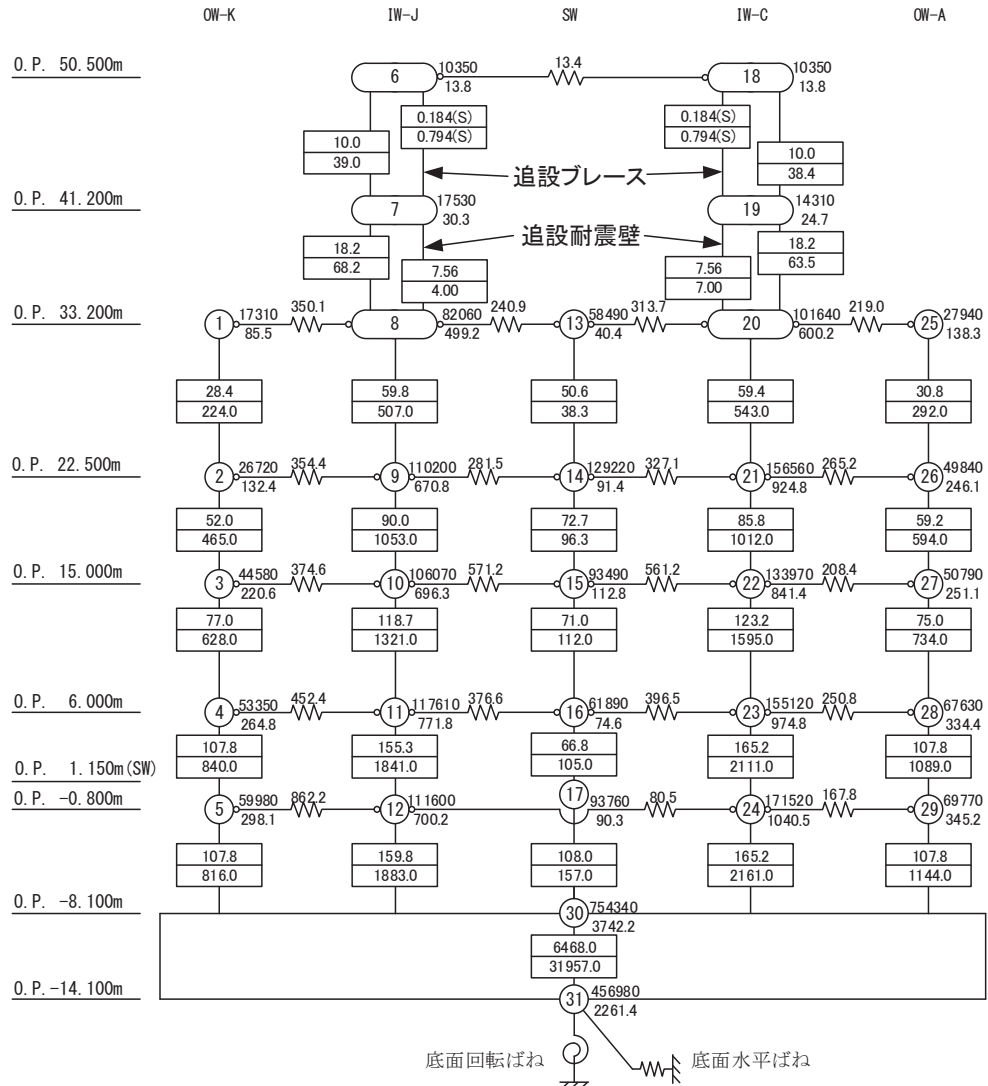 OW-K IW-J SW IW-C OW-A
O.P. 50.500m 6 10350 13.4 18 10350
13.8 13.8
0.184(S) 0.184(S)
0.794(S) 0.794(S)
10.0 10.0
39.0 38.4
追設ブレース
O.P. 41.200m 7 17530 19 14310
30.3 24.7
追設耐震壁
18.2 18.2
68.2 63.5
7.56 7.56
4.00 7.00
O.P. 33.200m 1 17310 350.1 8 82060 240.9 13 58490 313.7 20 101640 219.0 25 27940
85.5 499.2 40.4 600.2 138.3
28.4 59.8 50.6 59.4 30.8
224.0 507.0 38.3 543.0 292.0
O.P. 22.500m 2 26720 354.4 9 110200 281.5 14 129220 327.1 21 156560 265.2 26 49840
132.4 670.8 91.4 924.8 246.1
52.0 90.0 72.7 85.8 59.2
465.0 1053.0 96.3 1012.0 594.0
O.P. 15.000m 3 44580 374.6 10 106070 571.2 15 93490 561.2 22 133970 208.4 27 50790
220.6 696.3 112.8 841.4 251.1
77.0 118.7 71.0 123.2 75.0
628.0 1321.0 112.0 1595.0 734.0
O.P. 6.000m 4 53350 452.4 11 117610 376.6 16 61890 396.5 23 155120 250.8 28 67630
264.8 771.8 74.6 974.8 334.4
107.8 155.3 66.8 165.2 107.8
840.0 1841.0 105.0 2111.0 1089.0
O.P. 1.150m(SW)
O.P. -0.800m 5 59980 862.2 12 111600 17 93760 80.5 24 171520 167.8 29 69770
298.1 700.2 90.3 1040.5 345.2
107.8 159.8 108.0 165.2 107.8
816.0 1883.0 157.0 2161.0 1144.0
O.P. -8.100m 30 754340
3742.2
6468.0
31957.0
O.P.-14.100m 31 456980
2261.4
底面回転ばね 底面水平ばね